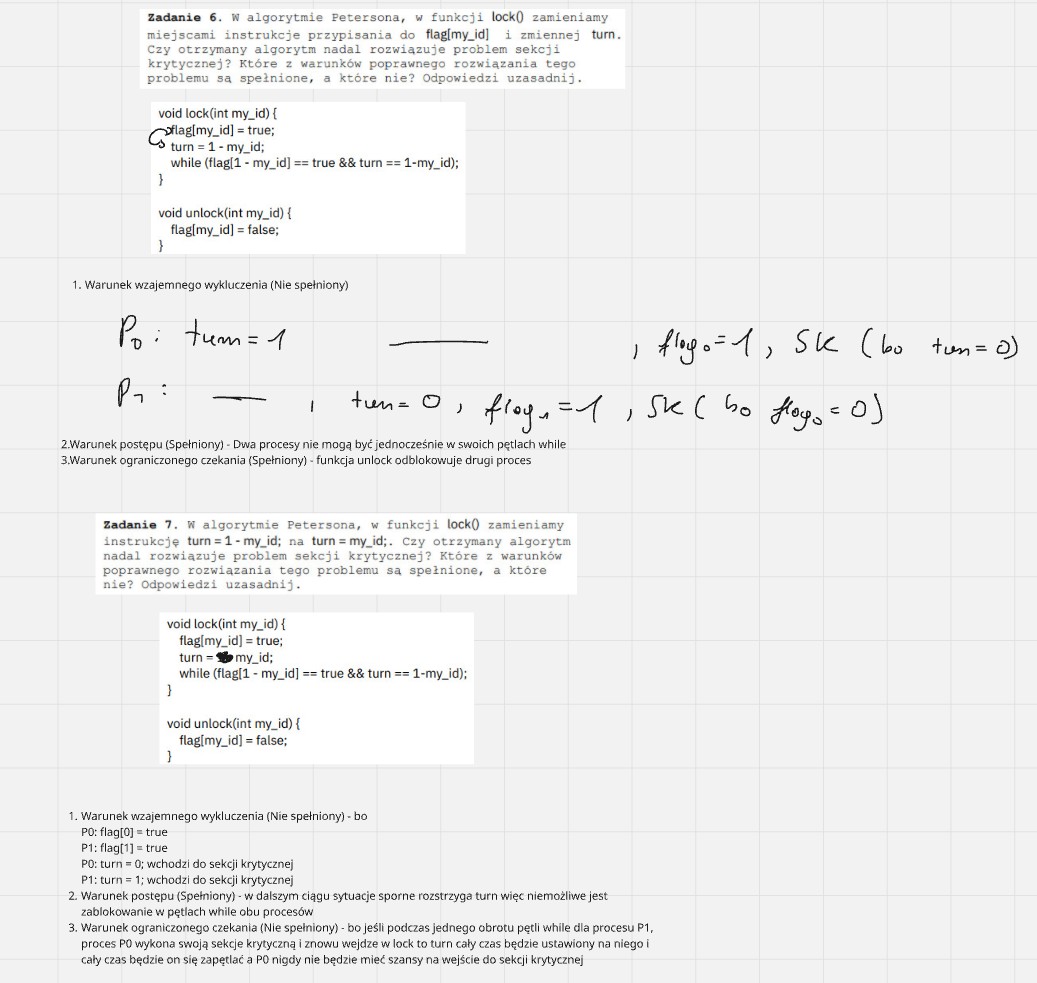 Zadanie 6. W algorytmie Petersona, w funkcji lock() zamieniamy
miejscami instrukcje przypisania do flag[my_id] i zmiennej turn.
Czy otrzymany algorytm nadal rozwiązuje problem sekcji
krytycznej? Które z warunków poprawnego rozwiązania tego
problemu są spełnione, a które nie? Odpowiedzi uzasadnij.
void lock(int my_id) {
flag[my_id] = true;
turn = 1 - my_id;
while (flag[1 - my_id] == true && turn == 1-my_id);
}
void unlock(int my_id) {
flag[my_id] = false;
}
1. Warunek wzajemnego wykluczenia (Nie spełniony)
P0: turn = 1 —— , flag0 = 1, SK (bo turn = 0)
P1: — , turn = 0, flag1 = 1, SK (bo flag0 = 0)
2.Warunek postępu (Spełniony) - Dwa procesy nie mogą być jednocześnie w swoich pętlach while
3.Warunek ograniczonego czekania (Spełniony) - funkcja unlock odblokowuje drugi proces
Zadanie 7. W algorytmie Petersona, w funkcji lock() zamieniamy
instrukcję turn = 1 - my_id; na turn = my_id;. Czy otrzymany algorytm
nadal rozwiązuje problem sekcji krytycznej? Które z warunków
poprawnego rozwiązania tego problemu są spełnione, a które
nie? Odpowiedzi uzasadnij.
void lock(int my_id) {
flag[my_id] = true;
turn = my_id;
while (flag[1 - my_id] == true && turn == 1-my_id);
}
void unlock(int my_id) {
flag[my_id] = false;
}
1. Warunek wzajemnego wykluczenia (Nie spełniony) - bo
P0: flag[0] = true
P1: flag[1] = true
P0: turn = 0; wchodzi do sekcji krytycznej
P1: turn = 1; wchodzi do sekcji krytycznej
2. Warunek postępu (Spełniony) - w dalszym ciągu sytuacje sporne rozstrzyga turn więc niemożliwe jest
zablokowanie w pętlach while obu procesów
3. Warunek ograniczonego czekania (Nie spełniony) - bo jeśli podczas jednego obrotu pętli while dla procesu P1,
proces P0 wykona swoją sekcje krytyczną i znowu wejdze w lock to turn cały czas będzie ustawiony na niego i
cały czas będzie on się zapętlać a P0 nigdy nie będzie mieć szansy na wejście do sekcji krytycznej